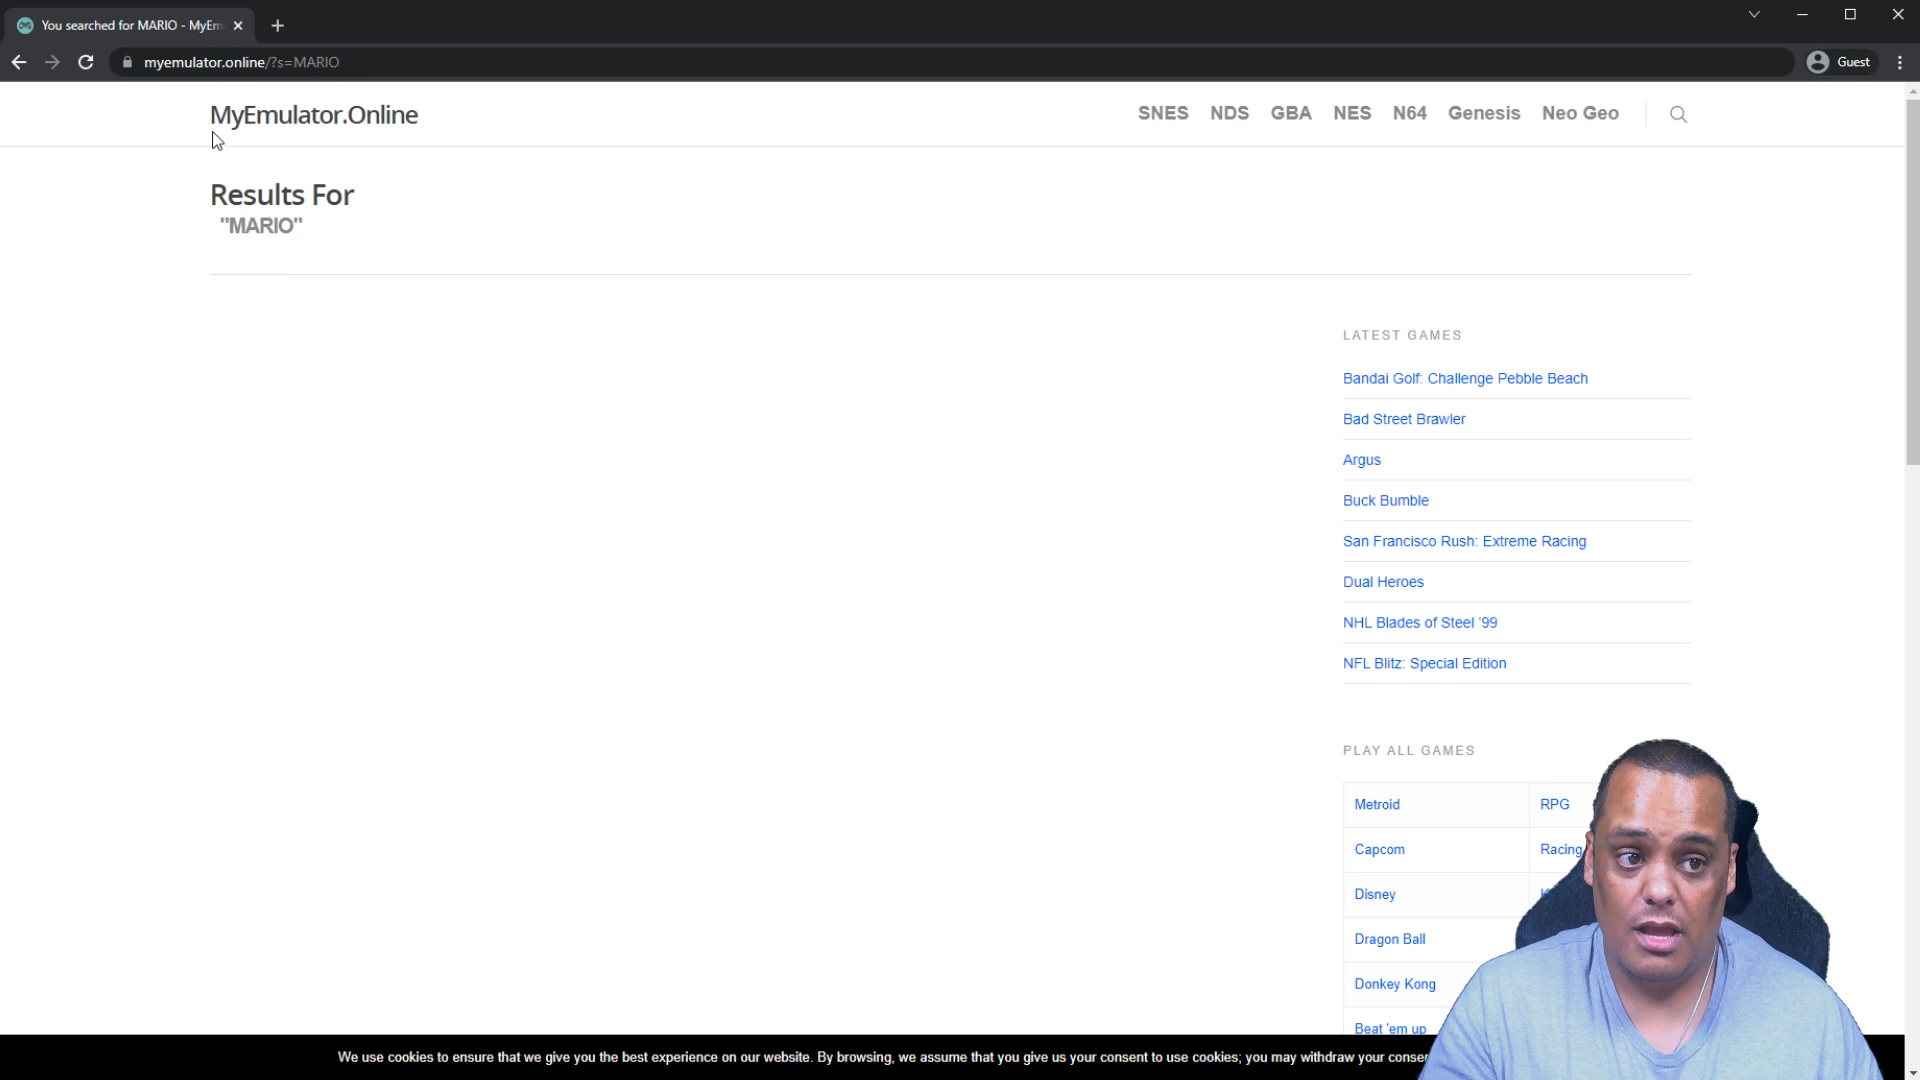 You searched for MARIO - MyEm
myemulator.online/?s=MARIO
Guest
MyEmulator.Online
SNES NDS GBA NES N64 Genesis Neo Geo
Results For
"MARIO"
LATEST GAMES
Bandai Golf: Challenge Pebble Beach
Bad Street Brawler
Argus
Buck Bumble
San Francisco Rush: Extreme Racing
Dual Heroes
NHL Blades of Steel '99
NFL Blitz: Special Edition
PLAY ALL GAMES
Metroid RPG
Capcom Racing
Disney
Dragon Ball
Donkey Kong
Beat 'em up
We use cookies to ensure that we give you the best experience on our website. By browsing, we assume that you give us your consent to use cookies; you may withdraw your